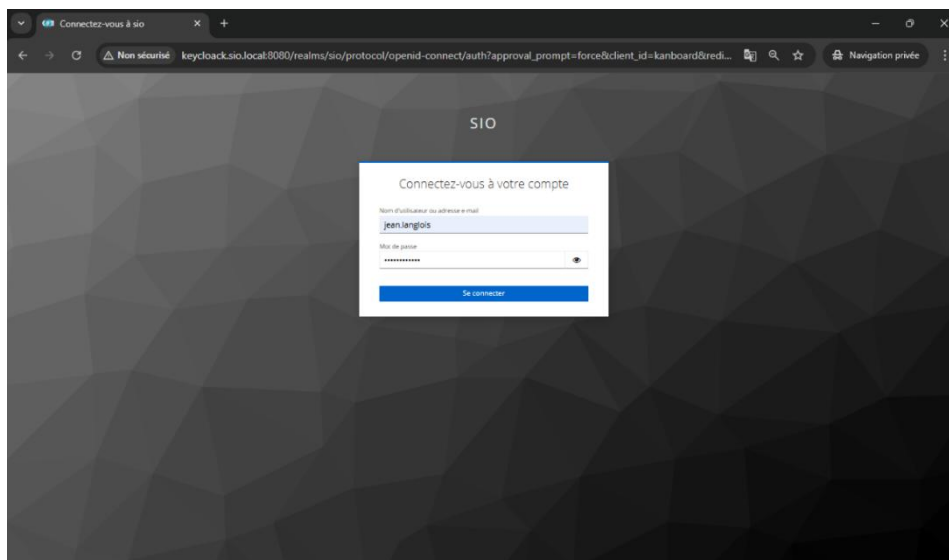 Connectez-vous à sio
Non sécurisé keycloack.sio.local:8080/realms/sio/protocol/openid-connect/auth?approval_prompt=force&client_id=kanboard&redi... Navigation privée
SIO
Connectez-vous à votre compte
Nom d'utilisateur ou adresse e-mail
jean.langlois
Mot de passe
••••••••••••
Se connecter